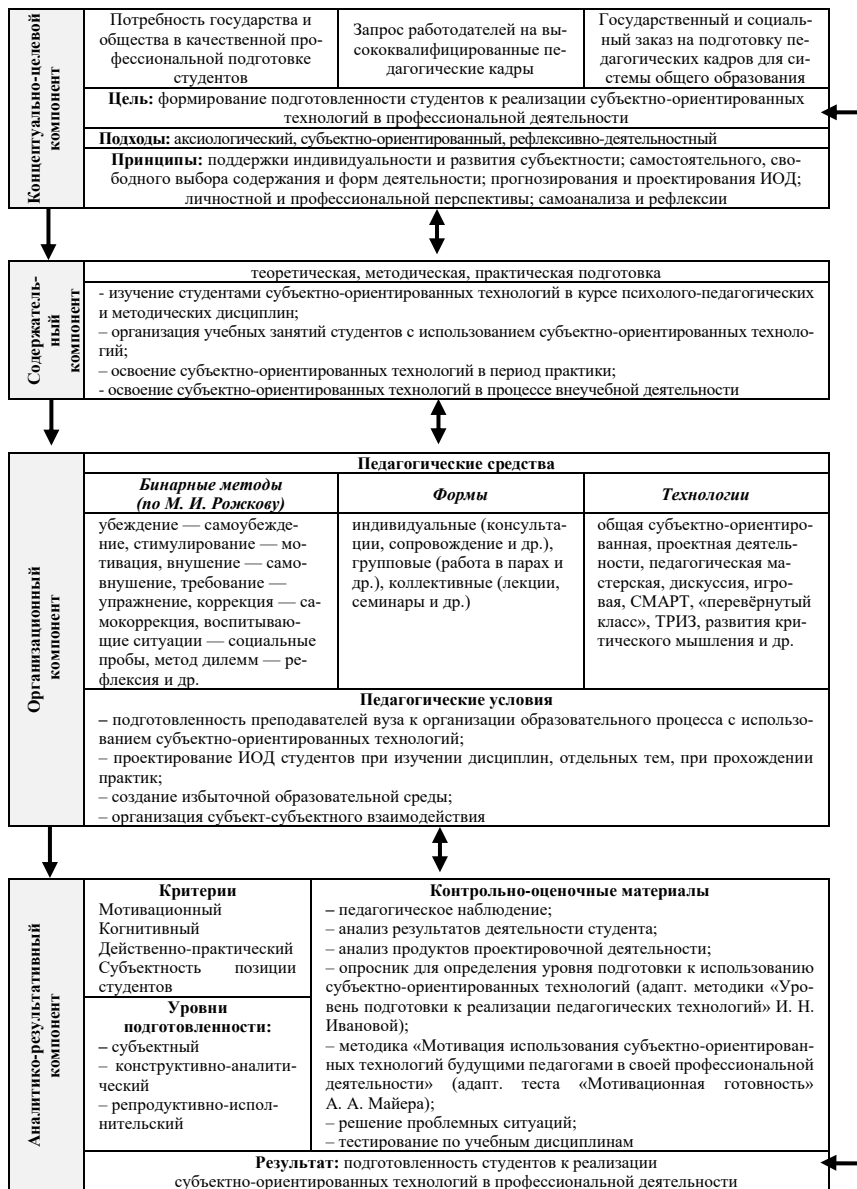 Концептуально-целевой
компонент
Потребность государства и
общества в качественной про-
фессиональной подготовке
студентов
Запрос работодателей на вы-
сококвалифицированные пе-
дагогические кадры
Государственный и социаль-
ный заказ на подготовку пе-
дагогических кадров для си-
стемы общего образования
Цель: формирование подготовленности студентов к реализации субъектно-ориентированных
технологий в профессиональной деятельности
Подходы: аксиологический, субъектно-ориентированный, рефлексивно-деятельностный
Принципы: поддержки индивидуальности и развития субъектности; самостоятельного, сво-
бодного выбора содержания и форм деятельности; прогнозирования и проектирования ИОД;
личностной и профессиональной перспективы; самоанализа и рефлексии
Содержатель-
ный
компонент
теоретическая, методическая, практическая подготовка
- изучение студентами субъектно-ориентированных технологий в курсе психолого-педагогических
и методических дисциплин;
– организация учебных занятий студентов с использованием субъектно-ориентированных техноло-
гий;
– освоение субъектно-ориентированных технологий в период практики;
- освоение субъектно-ориентированных технологий в процессе внеучебной деятельности
Организационный
компонент
Педагогические средства
Бинарные методы
(по М. И. Рожкову)
Формы
Технологии
убеждение — самоубежде-
ние, стимулирование — мо-
тивация, внушение — само-
внушение, требование —
упражнение, коррекция — са-
мокоррекция, воспитываю-
щие ситуации — социальные
пробы, метод дилемм — ре-
флексия и др.
индивидуальные (консульта-
ции, сопровождение и др.),
групповые (работа в парах и
др.), коллективные (лекции,
семинары и др.)
общая субъектно-ориентиро-
ванная, проектная деятель-
ности, педагогическая ма-
стерская, дискуссия, игро-
вая, СМАРТ, «перевёрнутый
класс», ТРИЗ, развития кри-
тического мышления и др.
Педагогические условия
– подготовленность преподавателей вуза к организации образовательного процесса с использо-
ванием субъектно-ориентированных технологий;
– проектирование ИОД студентов при изучении дисциплин, отдельных тем, при прохождении
практик;
– создание избыточной образовательной среды;
– организация субъект-субъектного взаимодействия
Аналитико-результативный
компонент
Критерии
Мотивационный
Когнитивный
Действенно-практический
Субъектность позиции
студентов
Уровни
подготовленности:
– субъектный
– конструктивно-аналити-
ческий
– репродуктивно-испол-
нительский
Контрольно-оценочные материалы
– педагогическое наблюдение;
– анализ результатов деятельности студента;
– анализ продуктов проектировочной деятельности;
– опросник для определения уровня подготовки к использованию
субъектно-ориентированных технологий (адапт. методики «Уро-
вень подготовки к реализации педагогических технологий» И. Н.
Ивановой);
– методика «Мотивация использования субъектно-ориентирован-
ных технологий будущими педагогами в своей профессиональной
деятельности» (адапт. теста «Мотивационная готовность»
А. А. Майера);
– решение проблемных ситуаций;
– тестирование по учебным дисциплинам
Результат: подготовленность студентов к реализации
субъектно-ориентированных технологий в профессиональной деятельности